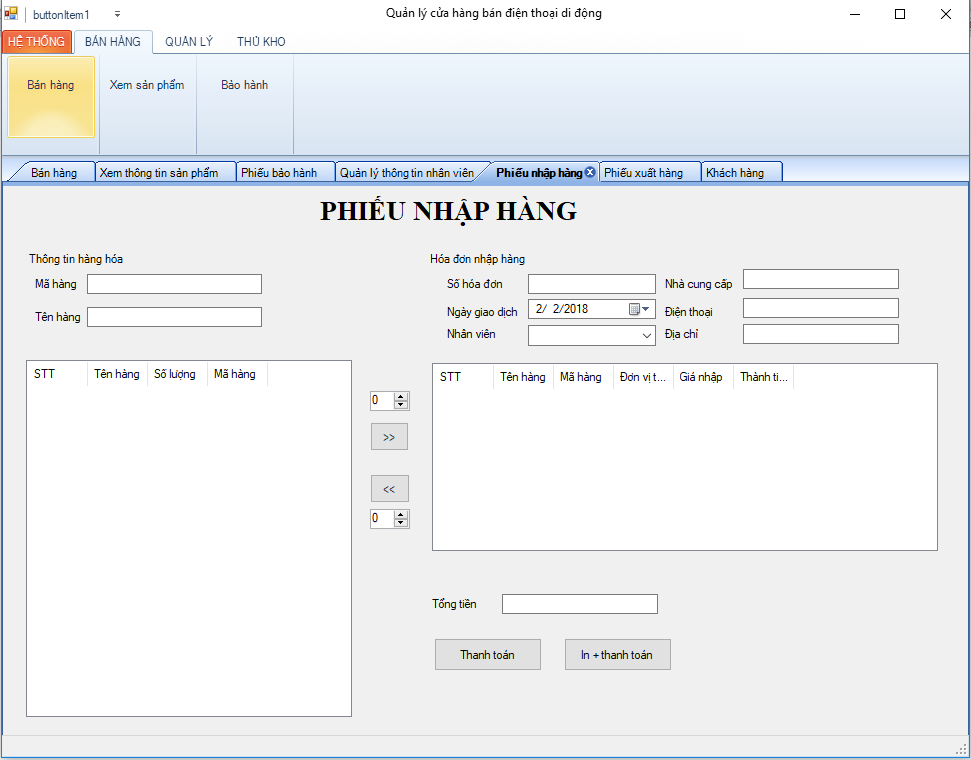 buttonItem1 Quản lý cửa hàng bán điện thoại di dộng
HỆ THỐNG BÁN HÀNG QUẢN LÝ THỦ KHO
Bán hàng Xem sản phẩm Bảo hành
Bán hàng Xem thông tin sản phẩm Phiếu bảo hành Quản lý thông tin nhân viên Phiếu nhập hàng Phiếu xuất hàng Khách hàng
PHIẾU NHẬP HÀNG
Thông tin hàng hóa
Mã hàng
Tên hàng
Hóa đơn nhập hàng
Số hóa đơn Nhà cung cấp
Ngày giao dịch 2/ 2/2018 Điện thoại
Nhân viên Địa chỉ
STT Tên hàng Số lượng Mã hàng
0
>>
<<
0
STT Tên hàng Mã hàng Đơn vị t... Giá nhập Thành ti...
Tổng tiền
Thanh toán In + thanh toán